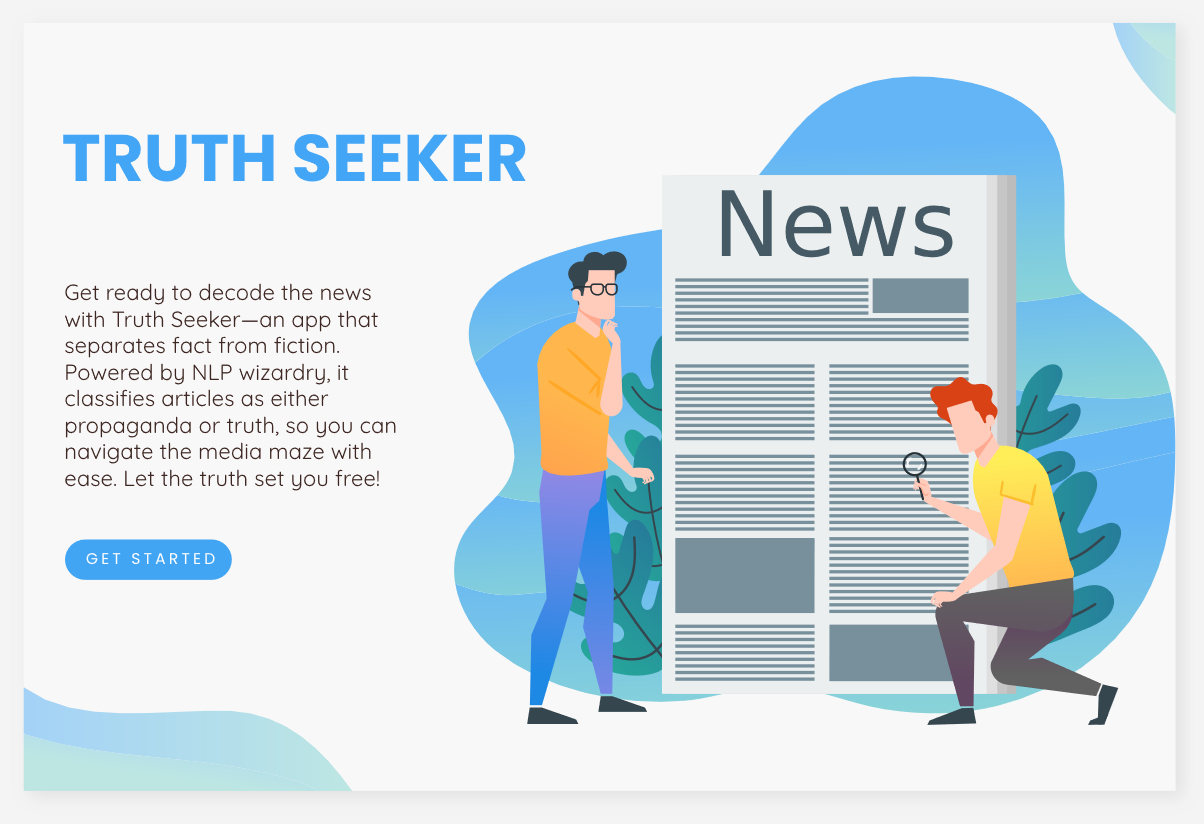 TRUTH SEEKER
News
Get ready to decode the news
with Truth Seeker—an app that
separates fact from fiction.
Powered by NLP wizardry, it
classifies articles as either
propaganda or truth, so you can
navigate the media maze with
ease. Let the truth set you free!
GET STARTED